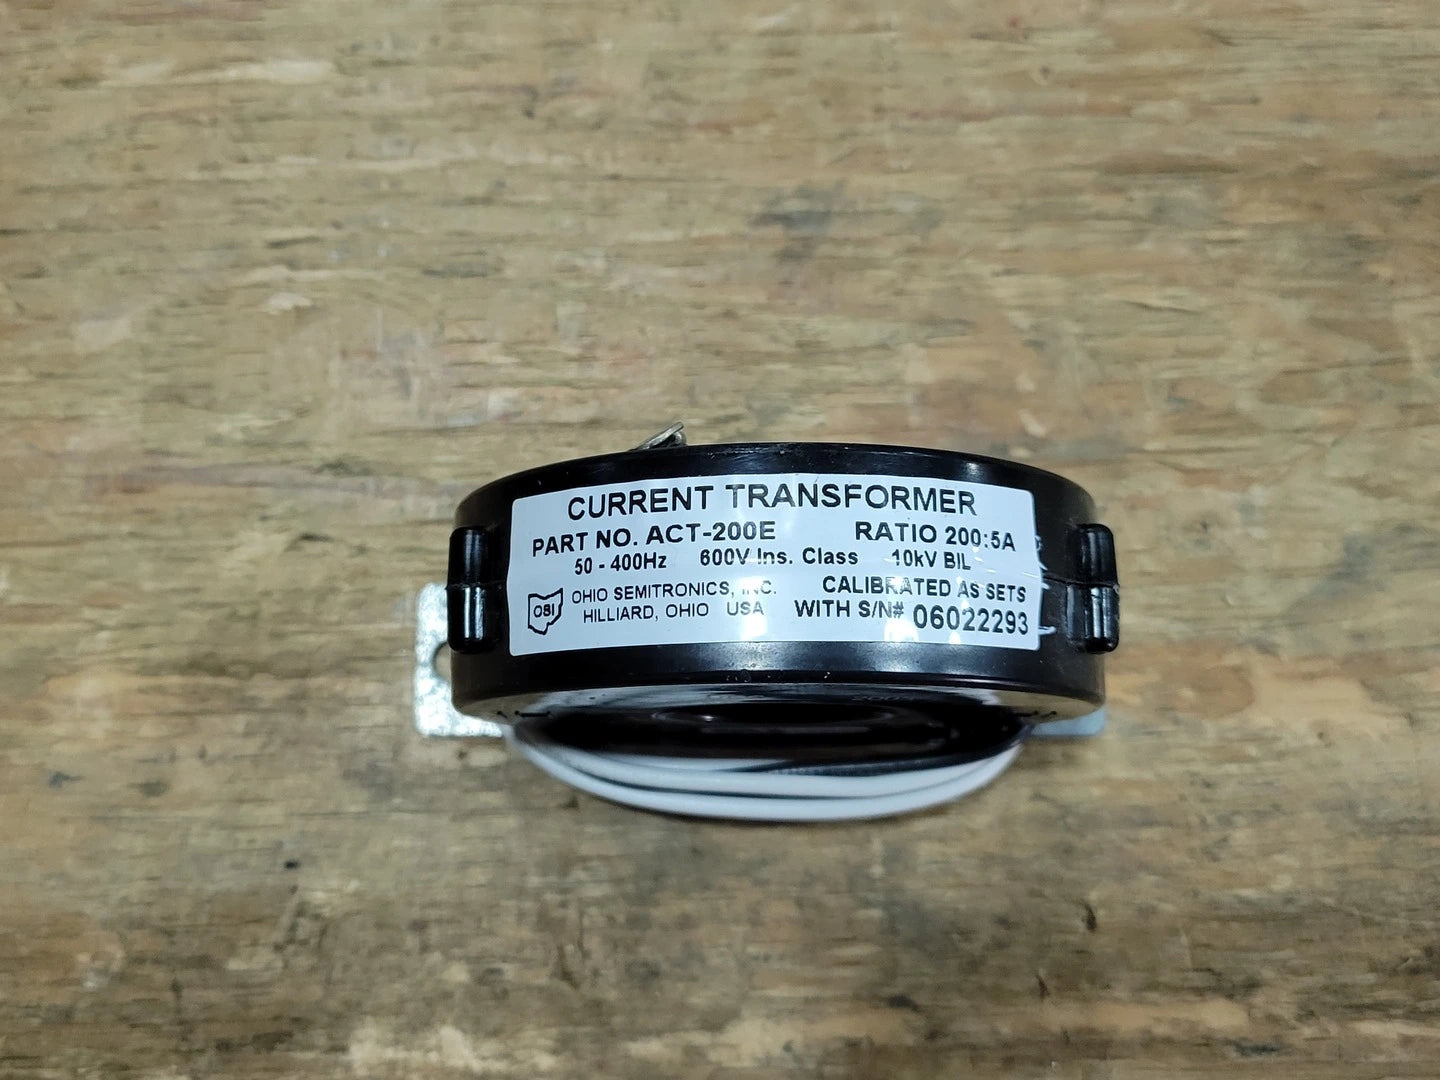 CURRENT TRANSFORMER
PART NO. ACT-200E RATIO 200:5A
50 - 400Hz 600V Ins. Class 10kV BIL
OSI OHIO SEMITRONICS, INC. CALIBRATED AS SETS
HILLIARD, OHIO USA WITH S/N# 06022293